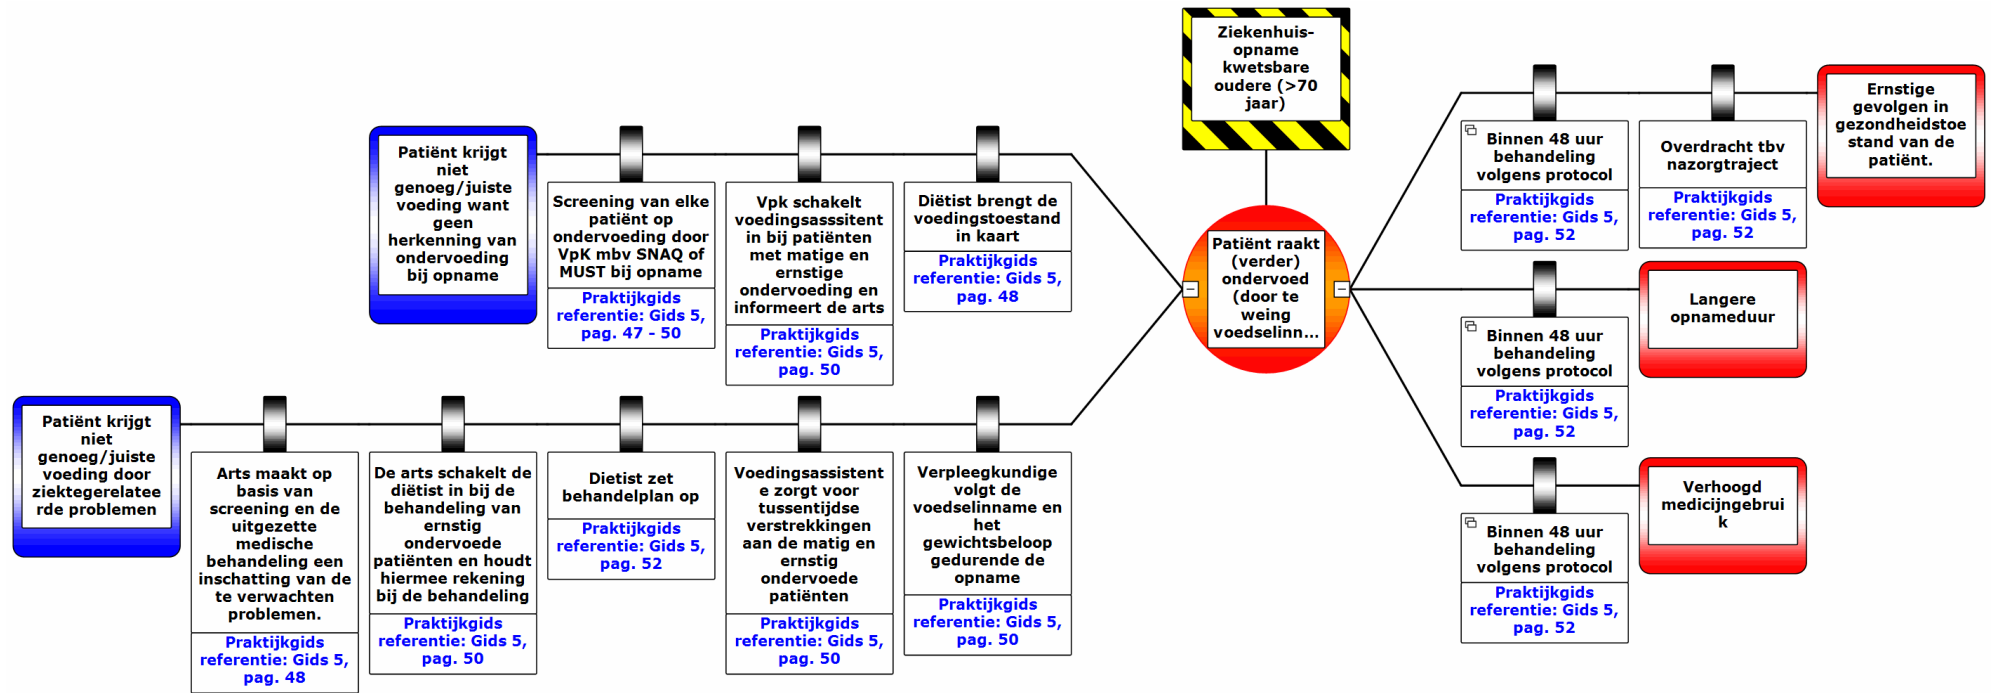 Ziekenhuis-
opname
kwetsbare
oudere (>70
jaar)
Patiënt krijgt
niet
genoeg/juiste
voeding want
geen
herkenning van
ondervoeding
bij opname
Screening van elke
patiënt op
ondervoeding door
VpK mbv SNAQ of
MUST bij opname
Praktijkgids
referentie: Gids 5,
pag. 47 - 50
Vpk schakelt
voedingsasssitent
in bij patiënten
met matige en
ernstige
ondervoeding en
informeert de arts
Praktijkgids
referentie: Gids 5,
pag. 50
Diëtist brengt de
voedingstoestand
in kaart
Praktijkgids
referentie: Gids 5,
pag. 48
Patiënt krijgt
niet
genoeg/juiste
voeding door
ziektegerelatee
rde problemen
Arts maakt op
basis van
screening en de
uitgezette
medische
behandeling een
inschatting van de
te verwachten
problemen.
Praktijkgids
referentie: Gids 5,
pag. 48
De arts schakelt de
diëtist in bij de
behandeling van
ernstig
ondervoede
patiënten en houdt
hiermee rekening
bij de behandeling
Praktijkgids
referentie: Gids 5,
pag. 50
Dietist zet
behandelplan op
Praktijkgids
referentie: Gids 5,
pag. 52
Voedingsassistent
e zorgt voor
tussentijdse
verstrekkingen
aan de matig en
ernstig
ondervoede
patiënten
Praktijkgids
referentie: Gids 5,
pag. 50
Verpleegkundige
volgt de
voedselinname en
het
gewichtsbeloop
gedurende de
opname
Praktijkgids
referentie: Gids 5,
pag. 50
Patiënt raakt
(verder)
ondervoed
(door te
weing
voedselinn...
Binnen 48 uur
behandeling
volgens protocol
Praktijkgids
referentie: Gids 5,
pag. 52
Overdracht tbv
nazorgtraject
Praktijkgids
referentie: Gids 5,
pag. 52
Ernstige
gevolgen in
gezondheidstoe
stand van de
patiënt.
Binnen 48 uur
behandeling
volgens protocol
Praktijkgids
referentie: Gids 5,
pag. 52
Langere
opnameduur
Binnen 48 uur
behandeling
volgens protocol
Praktijkgids
referentie: Gids 5,
pag. 52
Verhoogd
medicijngebrui
k